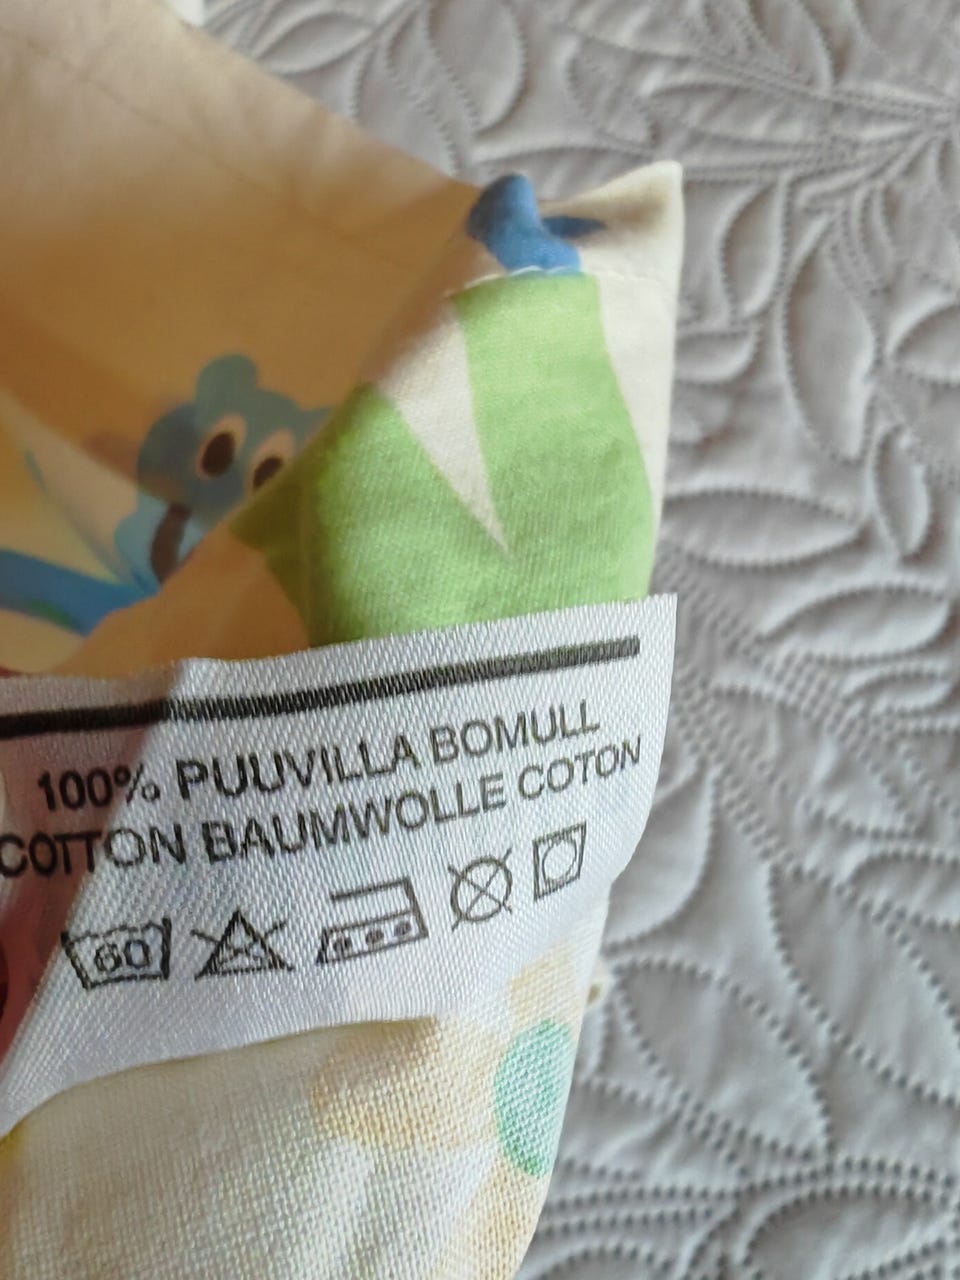 100% PUUVILLA BOMULL
COTTON BAUMWOLLE COTON
60